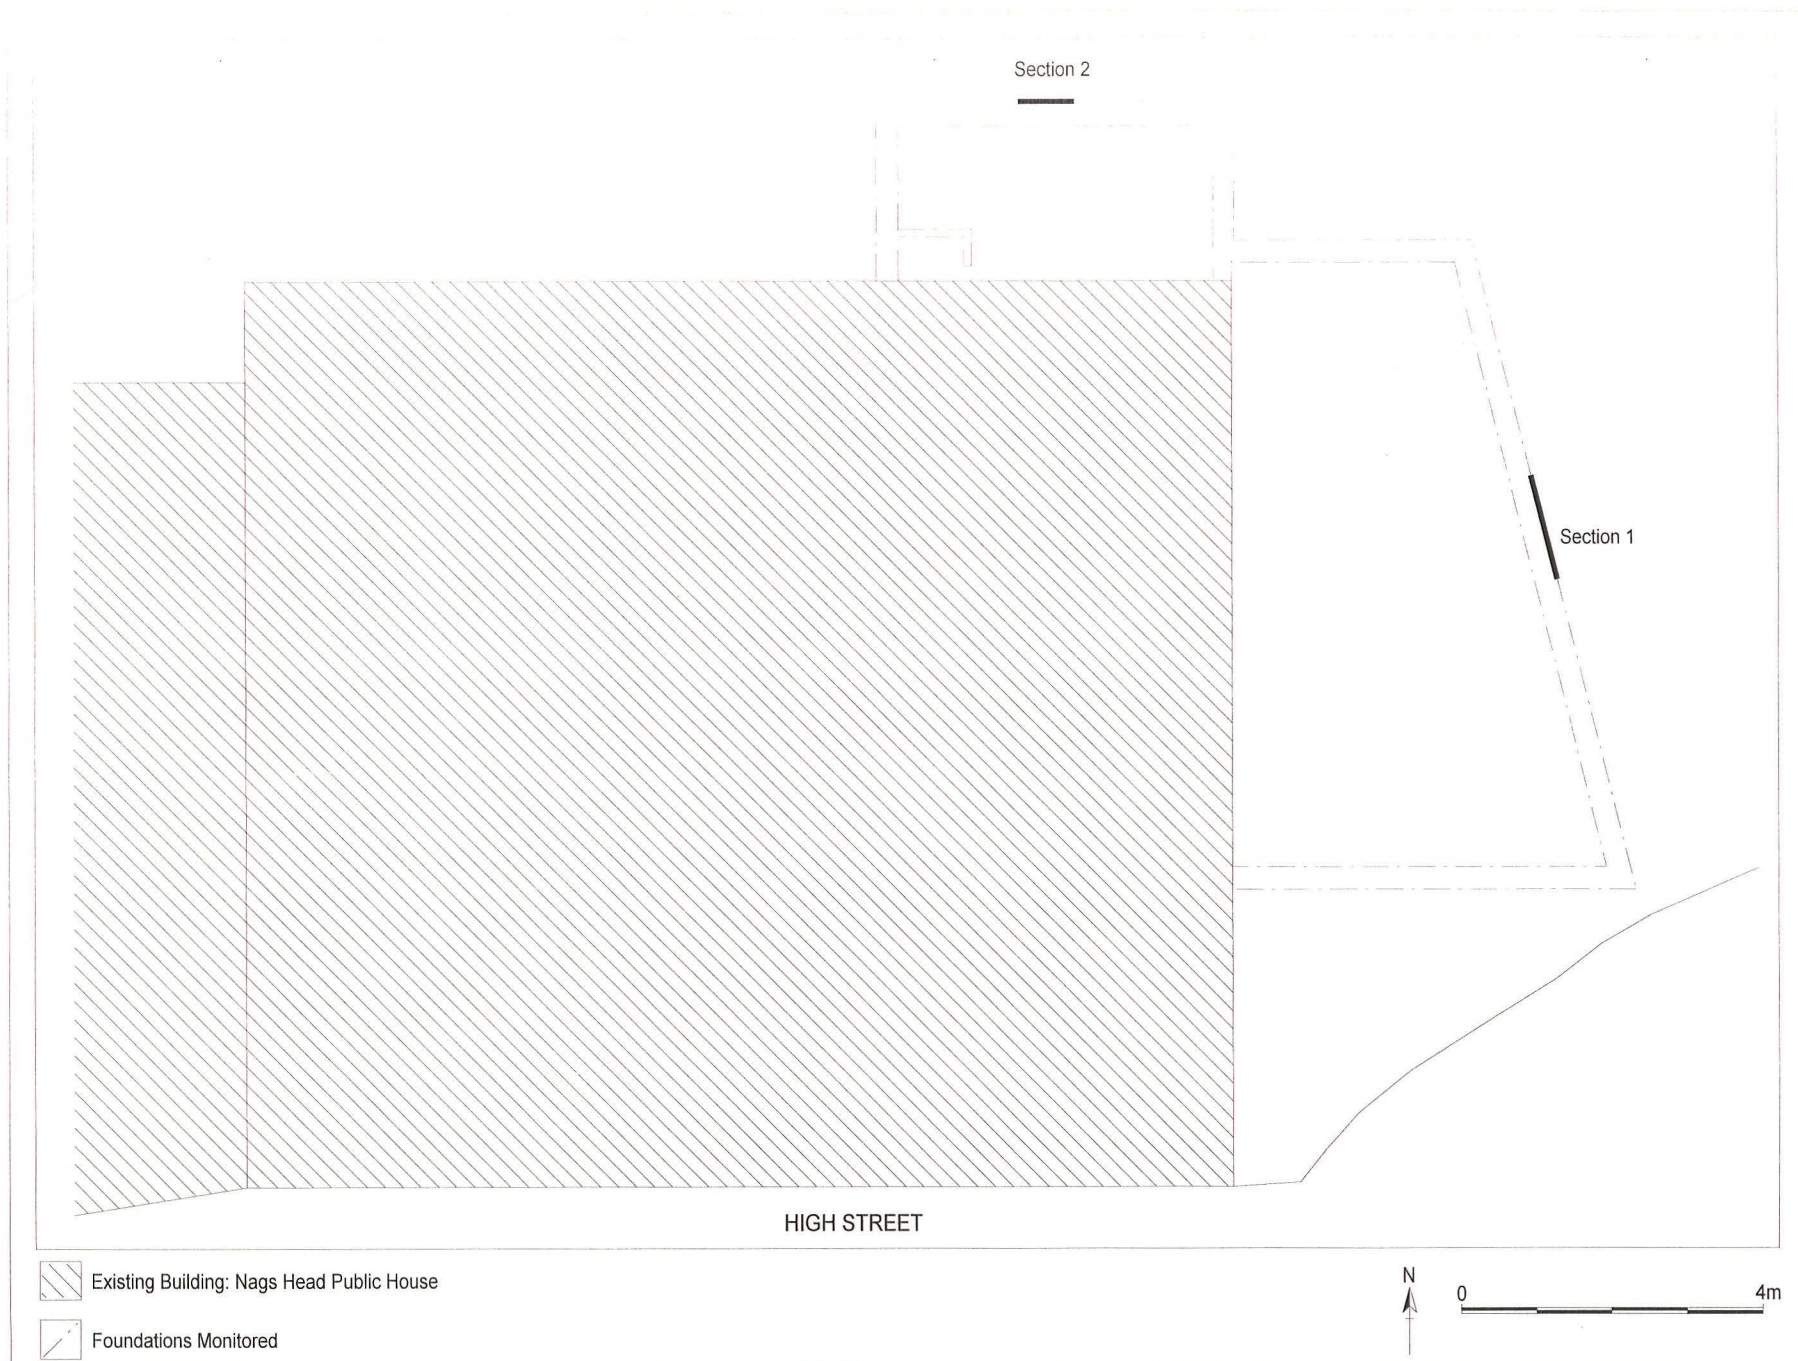 Section 2
Section 1
HIGH STREET
Existing Building: Nags Head Public House
Foundations Monitored
N
0 4m